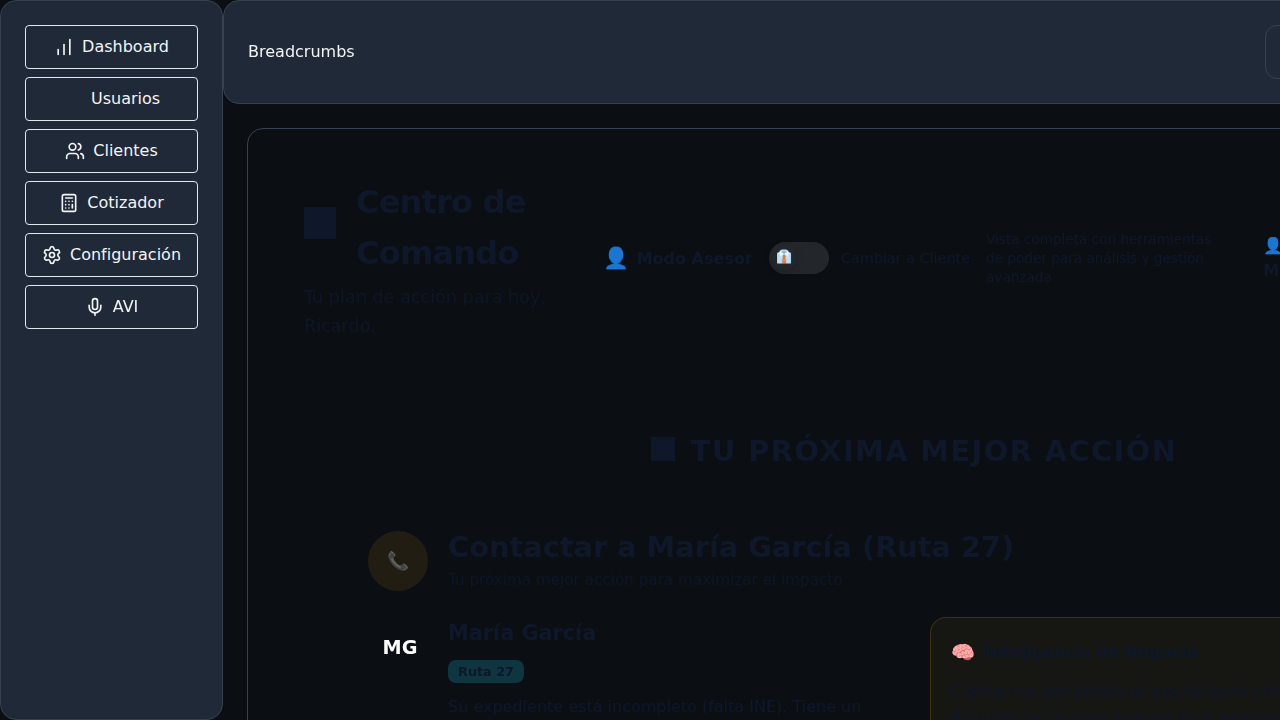 Dashboard
Usuarios
Clientes
Cotizador
Configuración
AVI
Breadcrumbs
Centro de
Comando
Tu plan de acción para hoy,
Ricardo.
Modo Asesor
Cambiar a Cliente
Vista completa con herramientas
de poder para análisis y gestión
avanzada
TU PRÓXIMA MEJOR ACCIÓN
Contactar a María García (Ruta 27)
Tu próxima mejor acción para maximizar el impacto
MG
María García
Ruta 27
Su expediente está incompleto (falta INE). Tiene un